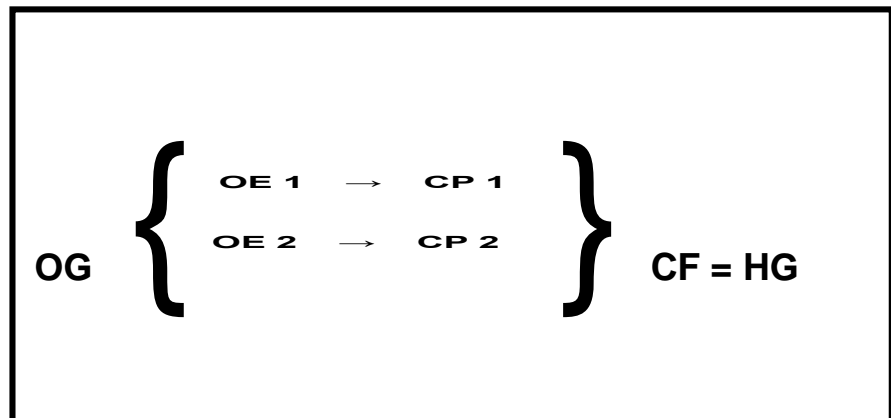 OE 1 → CP 1
OE 2 → CP 2
OG { } CF = HG